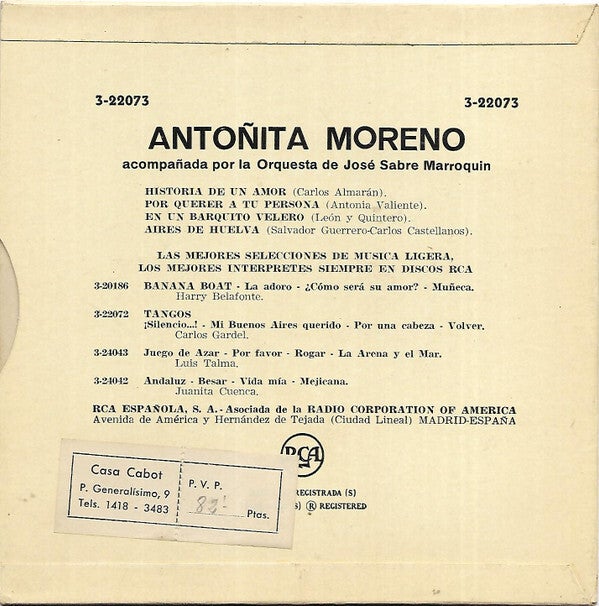 3-22073 3-22073
ANTOÑITA MORENO
acompañada por la Orquesta de José Sabre Marroquin
HISTORIA DE UN AMOR (Carlos Almarán).
POR QUERER A TU PERSONA (Antonia Valiente).
EN UN BARQUITO VELERO (León y Quintero).
AIRES DE HUELVA (Salvador Guerrero-Carlos Castellanos).
LAS MEJORES SELECCIONES DE MUSICA LIGERA,
LOS MEJORES INTERPRETES SIEMPRE EN DISCOS RCA
3-20186 BANANA BOAT - La adoro - ¿Cómo será su amor? - Muñeca.
Harry Belafonte.
3-22072 TANGOS
¡Silencio...! - Mi Buenos Aires querido - Por una cabeza - Volver.
Carlos Gardel.
3-24043 Juego de Azar - Por favor - Rogar - La Arena y el Mar.
Luis Talma.
3-24042 Andaluz - Besar - Vida mía - Mejicana.
Juanita Cuenca.
RCA ESPAÑOLA, S. A. - Asociada de la RADIO CORPORATION OF AMERICA
Avenida de América y Hernández de Tejada (Ciudad Lineal) MADRID-ESPAÑA
RCA
REGISTRADA (S)
S) ® REGISTERED
Casa Cabot
P. Generalísimo, 9
Tels. 1418 - 3483
P. V. P.
Ptas.